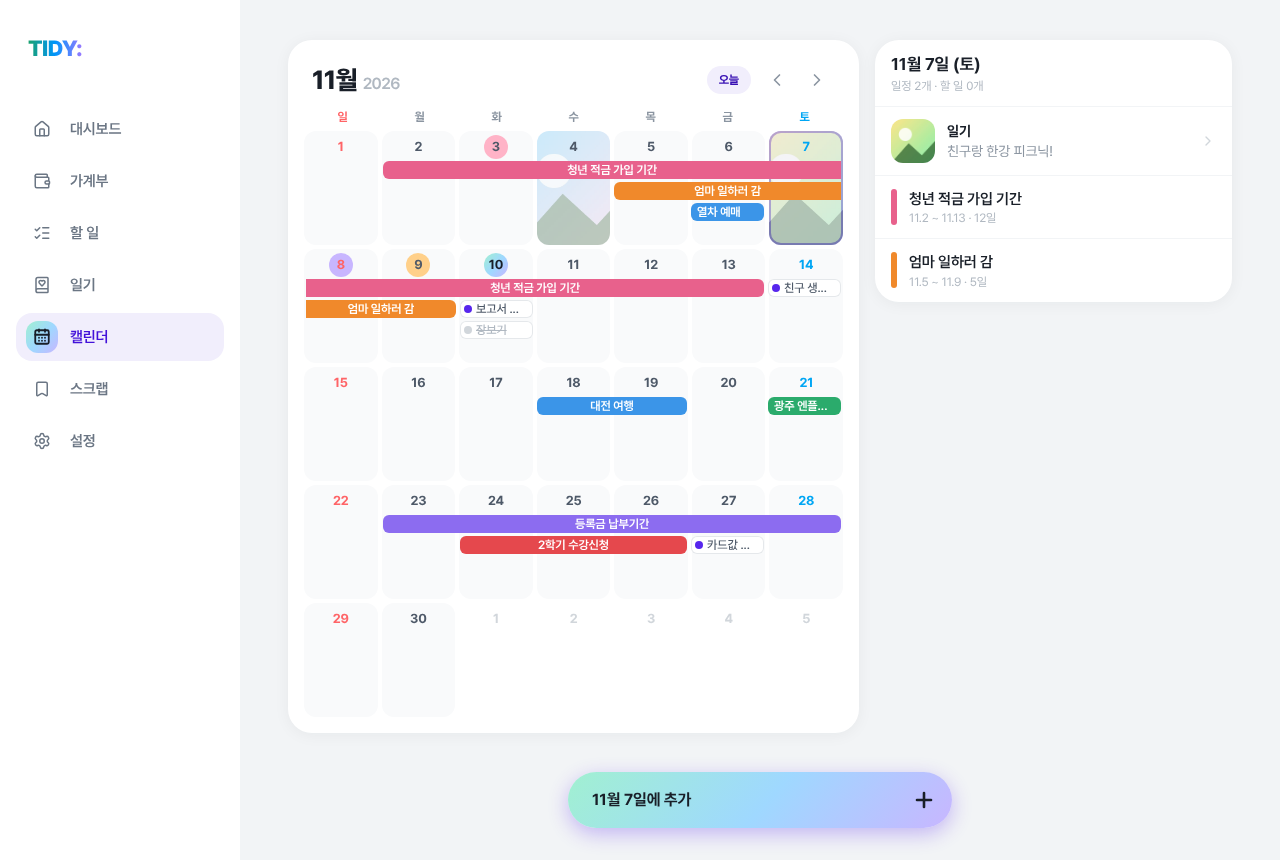 TIDY:
대시보드
가계부
할 일
일기
캘린더
스크랩
설정
11월 2026
오늘
일 월 화 수 목 금 토
1 2 3 4 5 6 7
청년 적금 가입 기간
엄마 일하러 감
열차 예매
8 9 10 11 12 13 14
청년 적금 가입 기간
친구 생...
엄마 일하러 감
보고서 ...
장보기
15 16 17 18 19 20 21
대전 여행
광주 엔플...
22 23 24 25 26 27 28
등록금 납부기간
2학기 수강신청
카드값 ...
29 30 1 2 3 4 5
11월 7일 (토)
일정 2개 · 할 일 0개
일기
친구랑 한강 피크닉!
청년 적금 가입 기간
11.2 ~ 11.13 · 12일
엄마 일하러 감
11.5 ~ 11.9 · 5일
11월 7일에 추가